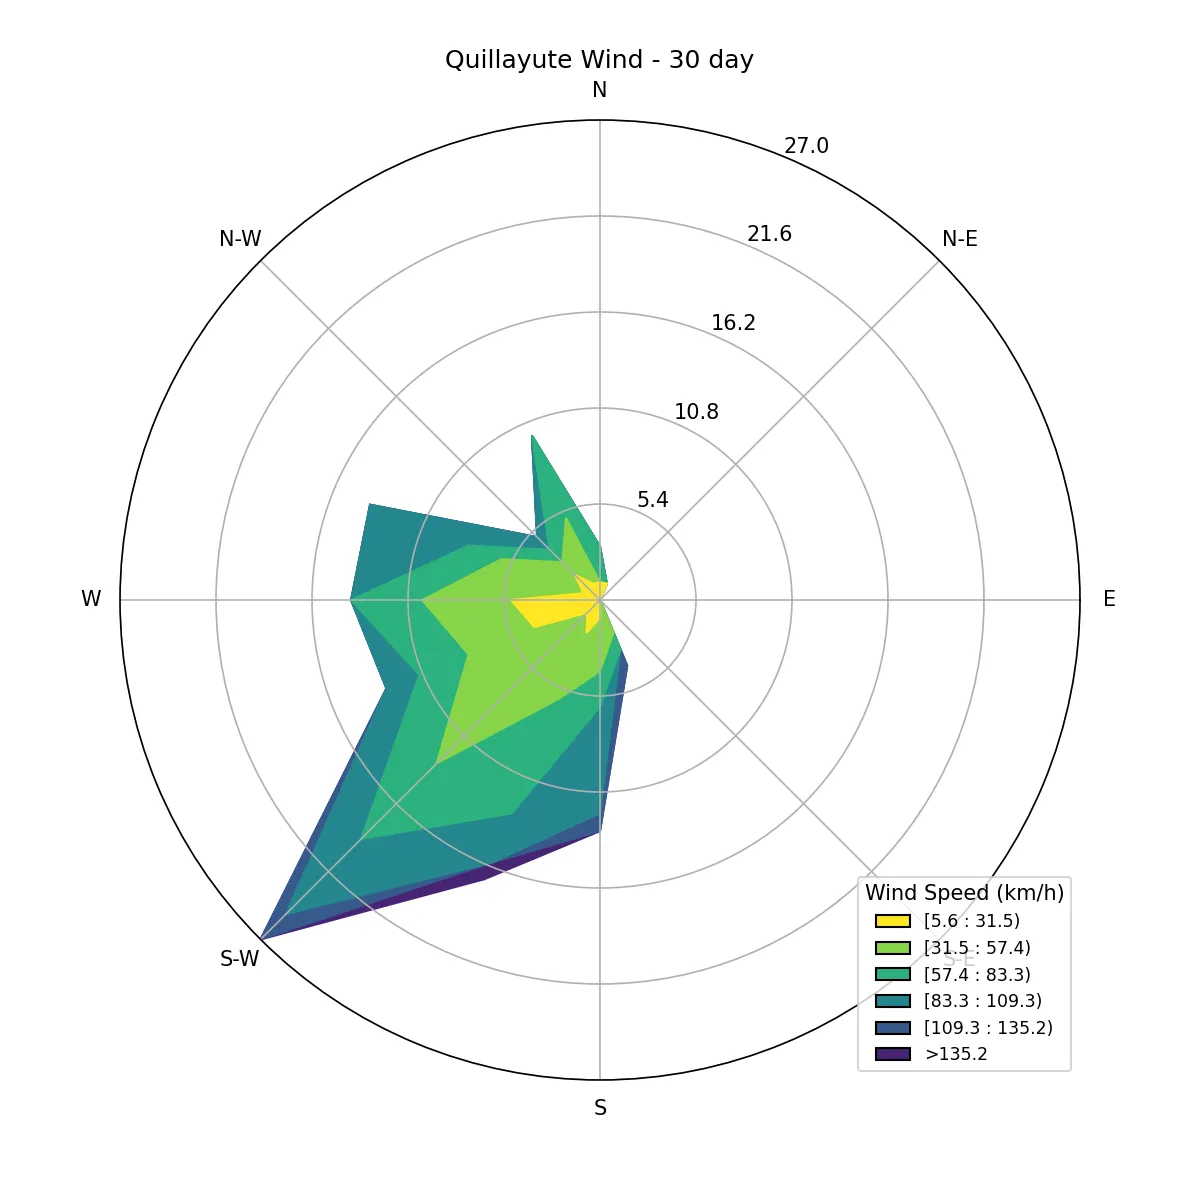 Quillayute Wind - 30 day
N
27.0
N-W
21.6
N-E
16.2
10.8
5.4
W
E
S-W
S-E
Wind Speed (km/h)
[5.6 : 31.5)
[31.5 : 57.4)
[57.4 : 83.3)
[83.3 : 109.3)
[109.3 : 135.2)
>135.2
S